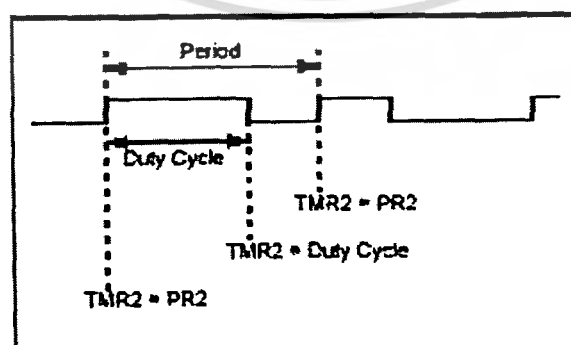 Period
Duty Cycle
TMR2 = PR2
TMR2 = Duty Cycle
TMR2 = PR2